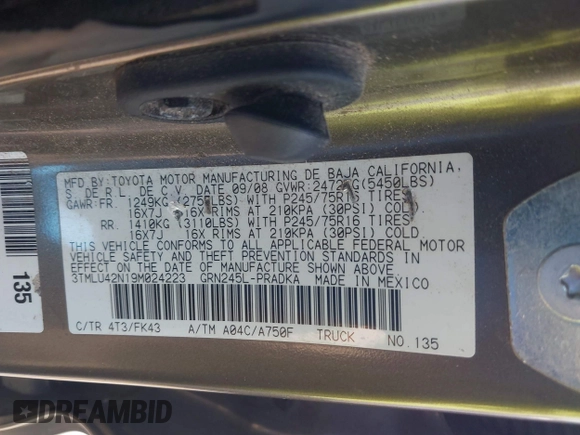 MFD.BY:TOYOTA MOTOR MANUFACTURING DE BAJA CALIFORNIA,
S. DE R.L. DE C.V. DATE 09/08 GVWR:2472KG(5450LBS)
GAWR:FR. 1249KG (2755LBS) WITH P245/75R16 TIRES
16X7J 16X RIMS AT 210KPA (30PSI) COLD
RR. 1410KG (3110LBS) WITH P245/75R16 TIRES
16X7J 16X RIMS AT 210KPA (30PSI) COLD.
THIS VEHICLE CONFORMS TO ALL APPLICABLE FEDERAL MOTOR
VEHICLE SAFETY AND THEFT PREVENTION STANDARDS IN
EFFECT ON THE DATE OF MANUFACTURE SHOWN ABOVE.
3TMLU42N19M024223 GRN245L-PRADKA MADE IN MEXICO
C/TR 4T3/FK43 A/TM A04C/A750F TRUCK NO.135
135
DREAMBID